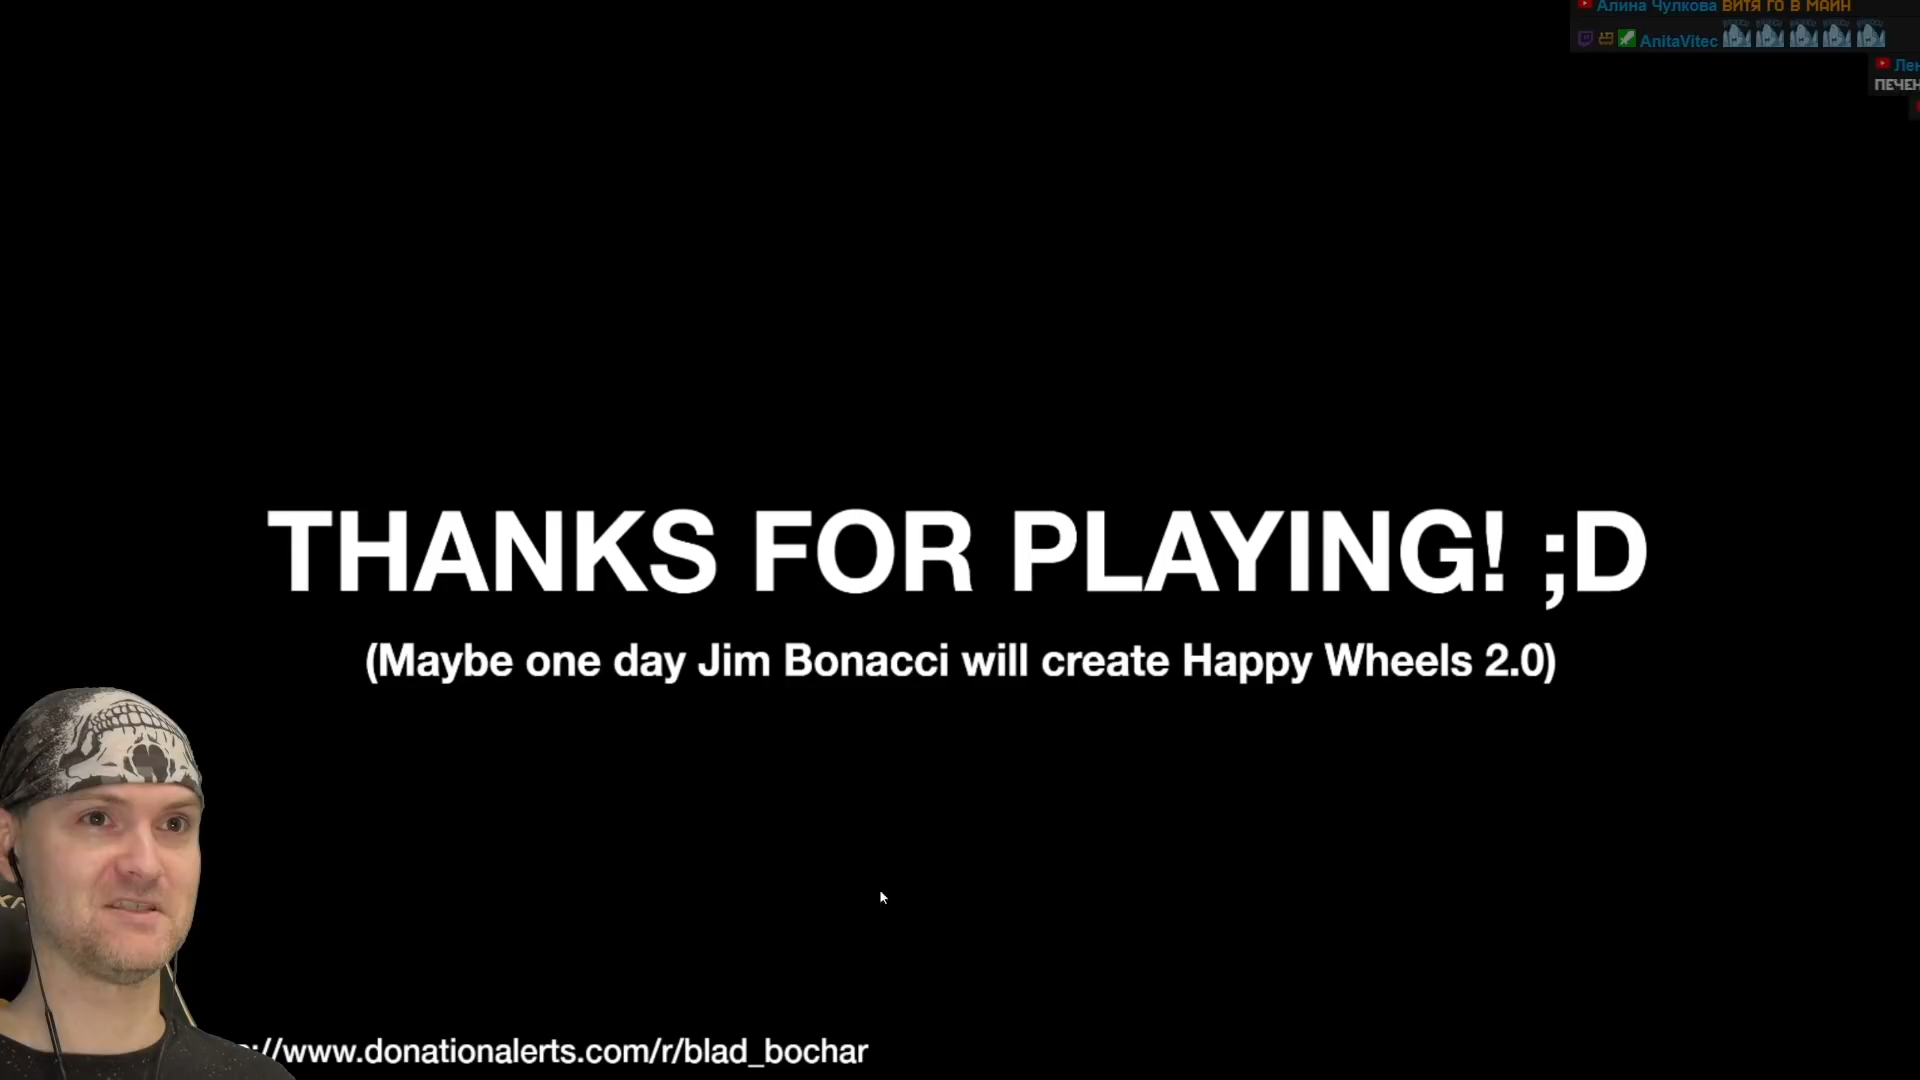 Алина Чулкова ВИТЯ ГО В МАЙН
AnitaVitec
THANKS FOR PLAYING! ;D
(Maybe one day Jim Bonacci will create Happy Wheels 2.0)
://www.donationalerts.com/r/blad_bochar